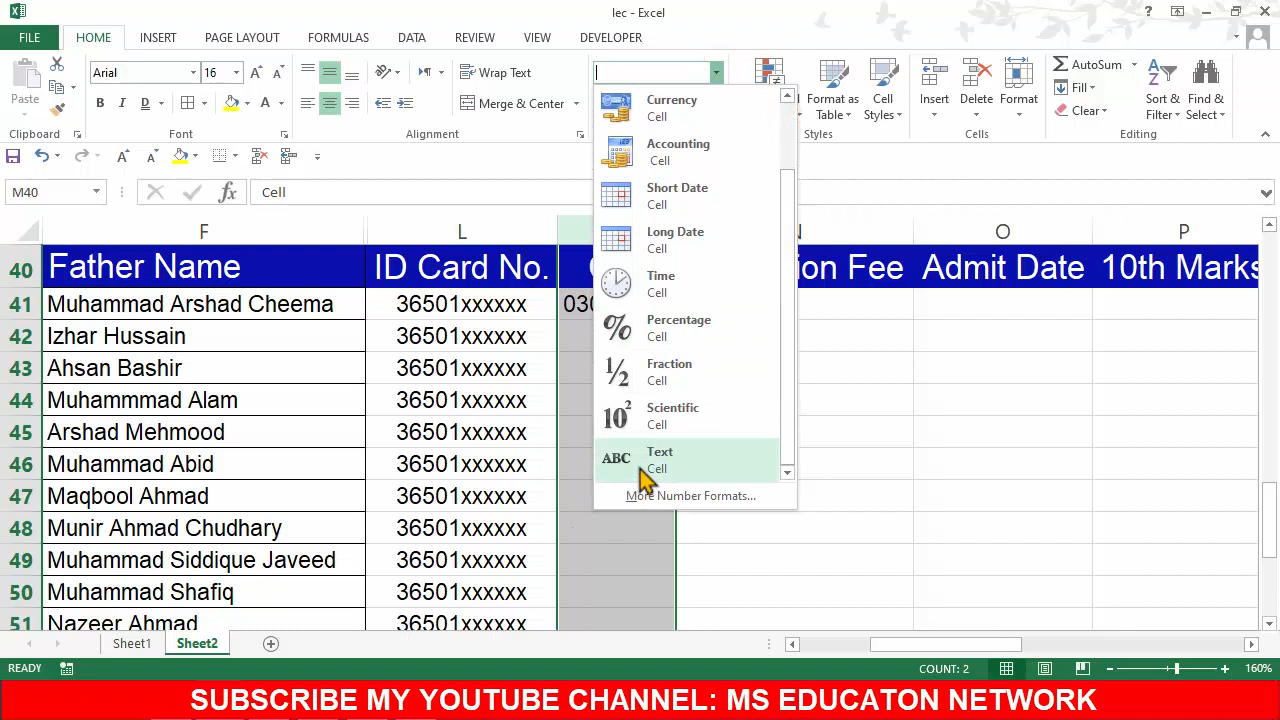 lec - Excel
?
FILE HOME INSERT PAGE LAYOUT FORMULAS DATA REVIEW VIEW DEVELOPER
Paste
Arial 16 A A Wrap Text
B I D A Merge & Center
Format as Table
Cell Styles
Insert Delete Format
AutoSum
Fill
Clear
Sort & Filter
Find & Select
Clipboard Font Alignment Styles Cells Editing
M40 fx Cell
Currency
Cell
Accounting
Cell
Short Date
Cell
Long Date
Cell
Time
Cell
Percentage
Cell
Fraction
Cell
Scientific
Cell
ABC Text
Cell
More Number Formats...
F L N O P
40 Father Name ID Card No. ion Fee Admit Date 10th Marks
41 Muhammad Arshad Cheema 36501xxxxxx 030
42 Izhar Hussain 36501xxxxxx
43 Ahsan Bashir 36501xxxxxx
44 Muhammmad Alam 36501xxxxxx
45 Arshad Mehmood 36501xxxxxx
46 Muhammad Abid 36501xxxxxx
47 Maqbool Ahmad 36501xxxxxx
48 Munir Ahmad Chudhary 36501xxxxxx
49 Muhammad Siddique Javeed 36501xxxxxx
50 Muhammad Shafiq 36501xxxxxx
51 Nazeer Ahmad 36501xxxxxx
Sheet1 Sheet2
READY COUNT: 2 160%
SUBSCRIBE MY YOUTUBE CHANNEL: MS EDUCATON NETWORK